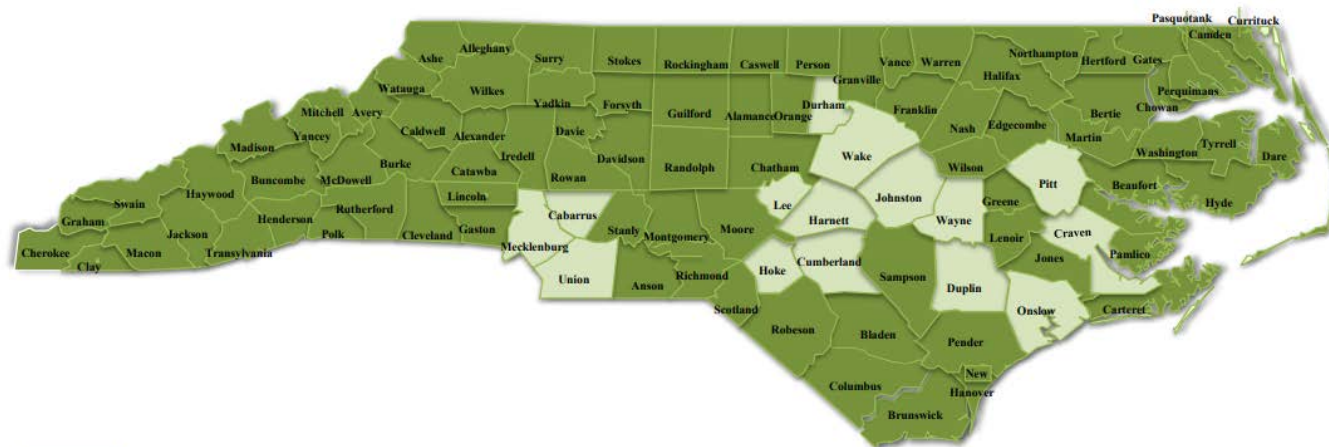 Pasquotank
Currituck
Camden
Alleghany
Ashe
Surry
Stokes
Rockingham
Caswell
Person
Vance
Warren
Northampton
Hertford
Gates
Granville
Halifax
Watauga
Wilkes
Perquimans
Mitchell
Avery
Yadkin
Forsyth
Durham
Chowan
Bertie
Guilford
Alamance
Orange
Franklin
Yancey
Caldwell
Alexander
Davie
Nash
Edgecombe
Martin
Madison
Iredell
Davidson
Wake
Washington
Tyrrell
Dare
Burke
Catawba
Rowan
Randolph
Chatham
Wilson
Buncombe
McDowell
Pitt
Beaufort
Haywood
Lincoln
Johnston
Swain
Rutherford
Lee
Greene
Hyde
Graham
Henderson
Cabarrus
Harnett
Wayne
Jackson
Polk
Cleveland
Gaston
Stanly
Montgomery
Moore
Craven
Lenoir
Cherokee
Macon
Transylvania
Mecklenburg
Jones
Pamlico
Clay
Union
Richmond
Hoke
Cumberland
Sampson
Anson
Duplin
Scotland
Onslow
Carteret
Robeson
Bladen
Pender
New
Hanover
Columbus
Brunswick